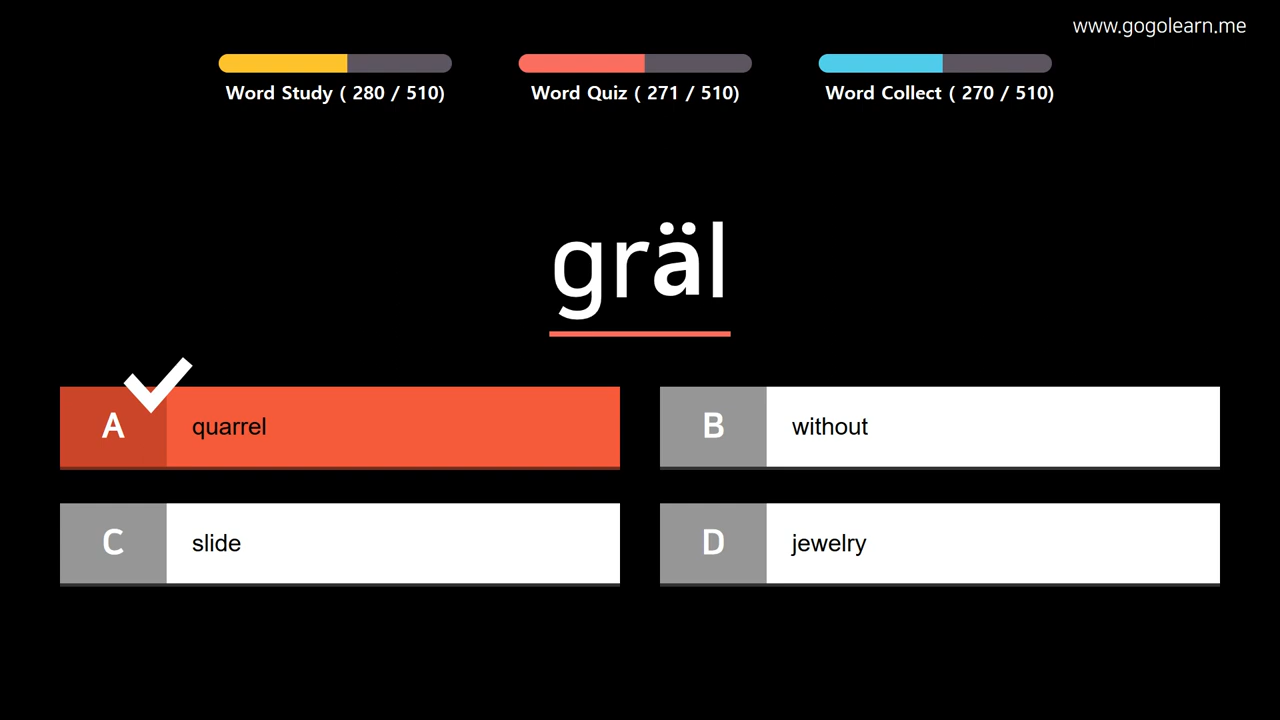 www.gogolearn.me
Word Study ( 280 / 510)
Word Quiz ( 271 / 510)
Word Collect ( 270 / 510)
gräl
A quarrel
B without
C slide
D jewelry